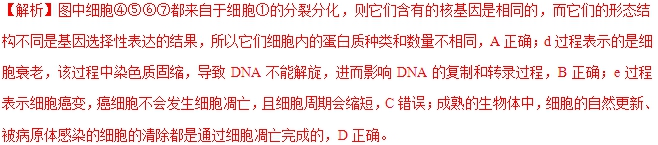 【解析】图中细胞④⑤⑥⑦都来自于细胞①的分裂分化，则它们含有的核基因是相同的，而它们的形态结
构不同是基因选择性表达的结果，所以它们细胞内的蛋白质种类和数量不相同，A 正确；d 过程表示的是细
胞衰老，该过程中染色质固缩，导致 DNA 不能解旋，进而影响 DNA 的复制和转录过程，B 正确；e 过程
表示细胞癌变，癌细胞不会发生细胞凋亡，且细胞周期会缩短，C 错误；成熟的生物体中，细胞的自然更新、
被病原体感染的细胞的清除都是通过细胞凋亡完成的，D 正确。